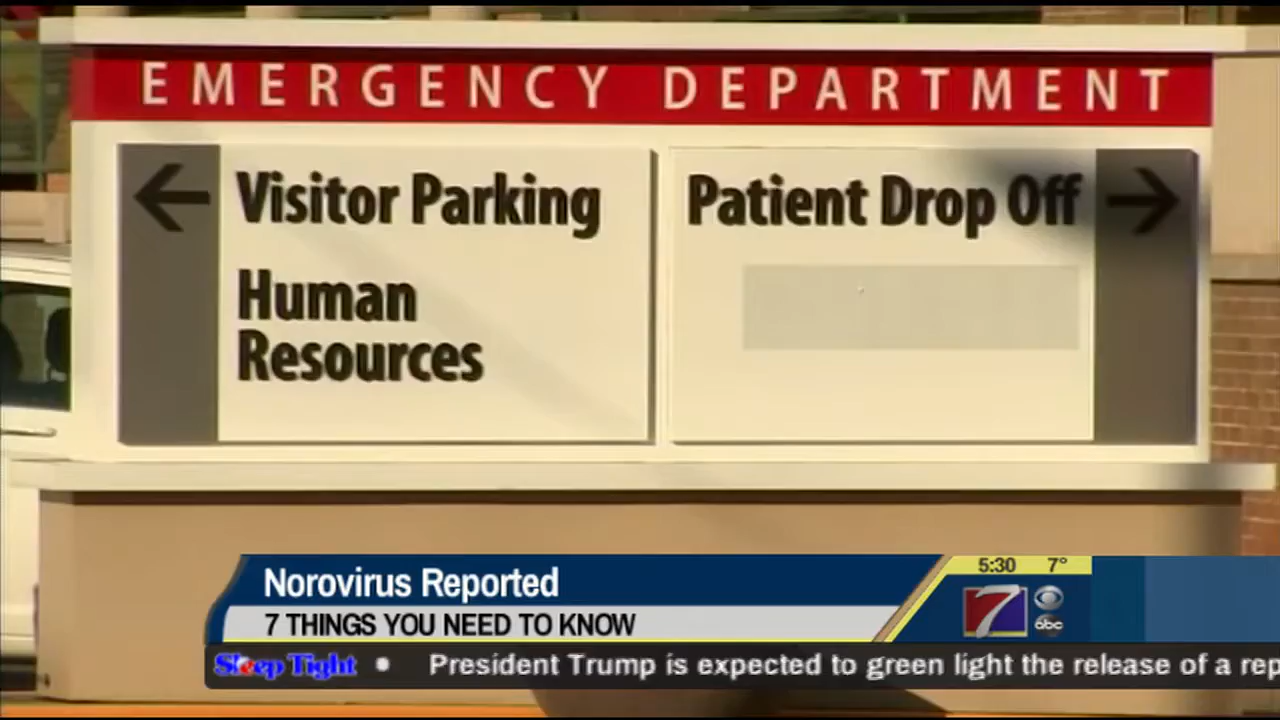 EMERGENCY DEPARTMENT
Visitor Parking
Human
Resources
Patient Drop Off
Norovirus Reported
7 THINGS YOU NEED TO KNOW
5:30 7°
7
abc
Sleep Tight • President Trump is expected to green light the release of a rep